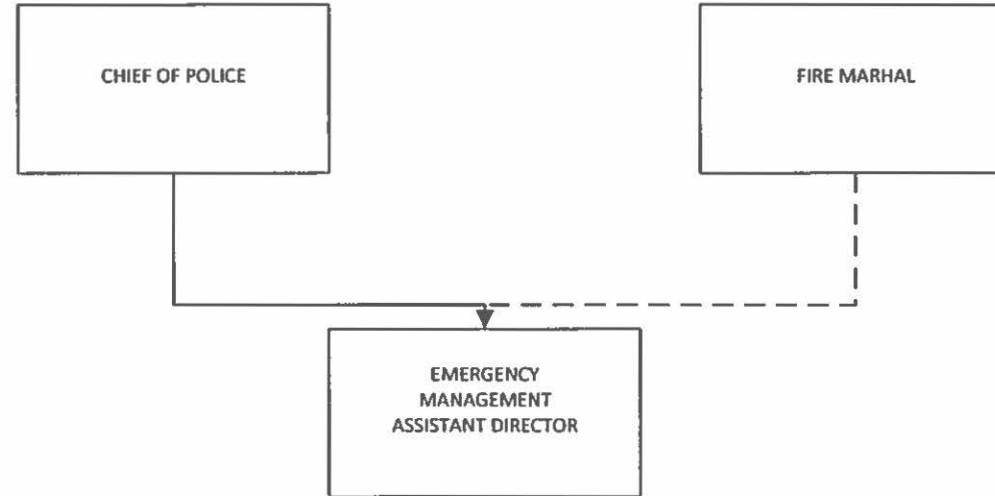 CHIEF OF POLICE
FIRE MARHAL
EMERGENCY
MANAGEMENT
ASSISTANT DIRECTOR